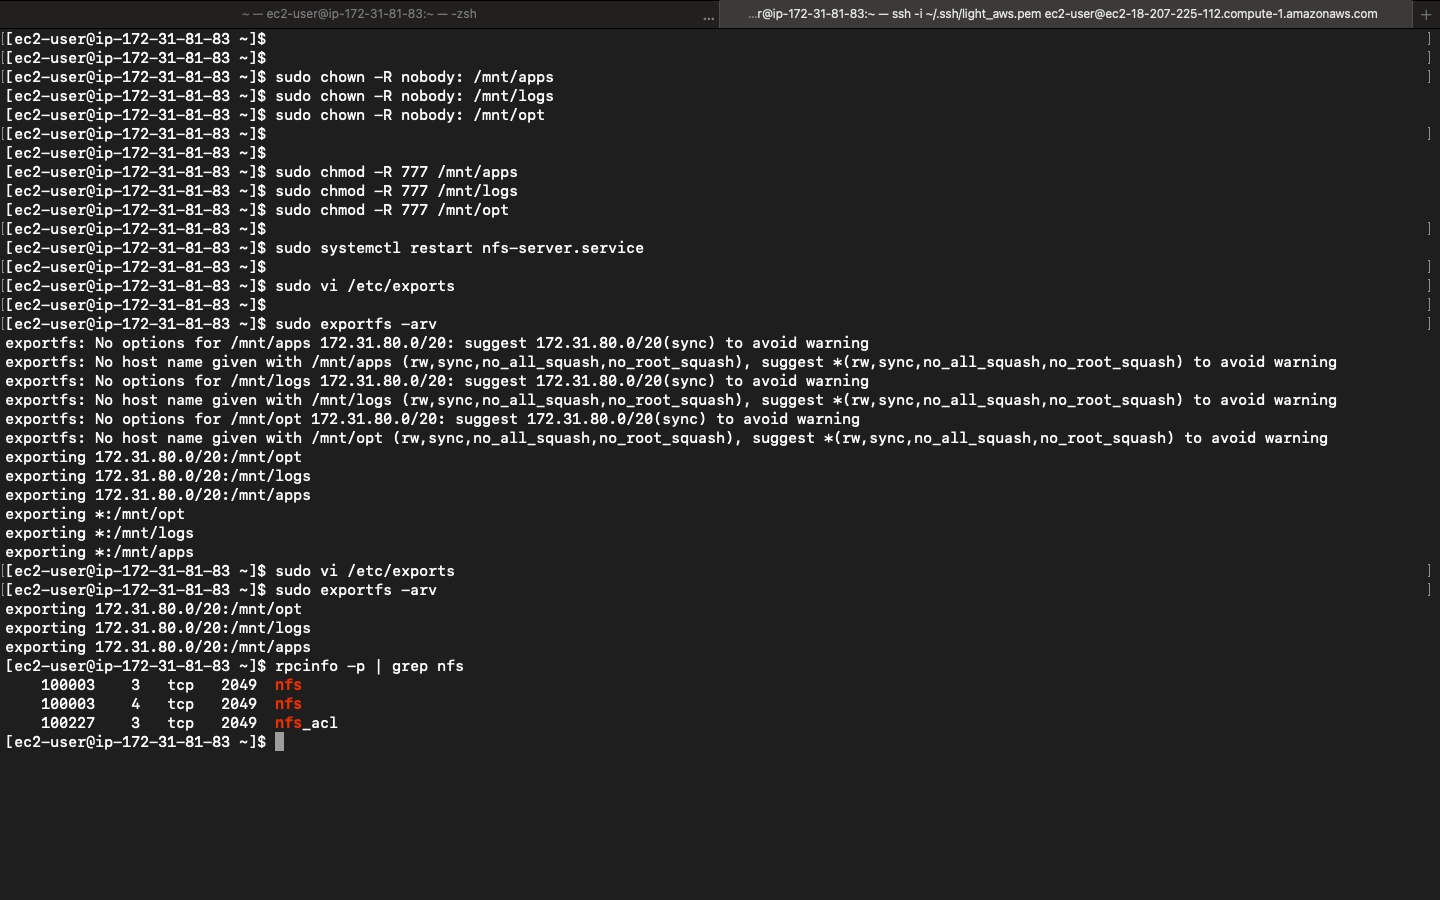 ~ — ec2-user@ip-172-31-81-83:~ — -zsh
... ...r@ip-172-31-81-83:~ — ssh -i ~/.ssh/light_aws.pem ec2-user@ec2-18-207-225-112.compute-1.amazonaws.com +
[[ec2-user@ip-172-31-81-83 ~]$ ]
[[ec2-user@ip-172-31-81-83 ~]$ ]
[[ec2-user@ip-172-31-81-83 ~]$ sudo chown -R nobody: /mnt/apps ]
[ec2-user@ip-172-31-81-83 ~]$ sudo chown -R nobody: /mnt/logs
[ec2-user@ip-172-31-81-83 ~]$ sudo chown -R nobody: /mnt/opt
[[ec2-user@ip-172-31-81-83 ~]$ ]
[ec2-user@ip-172-31-81-83 ~]$
[ec2-user@ip-172-31-81-83 ~]$ sudo chmod -R 777 /mnt/apps
[ec2-user@ip-172-31-81-83 ~]$ sudo chmod -R 777 /mnt/logs
[ec2-user@ip-172-31-81-83 ~]$ sudo chmod -R 777 /mnt/opt
[[ec2-user@ip-172-31-81-83 ~]$ ]
[ec2-user@ip-172-31-81-83 ~]$ sudo systemctl restart nfs-server.service
[[ec2-user@ip-172-31-81-83 ~]$ ]
[[ec2-user@ip-172-31-81-83 ~]$ sudo vi /etc/exports ]
[[ec2-user@ip-172-31-81-83 ~]$ ]
[[ec2-user@ip-172-31-81-83 ~]$ sudo exportfs -arv ]
exportfs: No options for /mnt/apps 172.31.80.0/20: suggest 172.31.80.0/20(sync) to avoid warning
exportfs: No host name given with /mnt/apps (rw,sync,no_all_squash,no_root_squash), suggest *(rw,sync,no_all_squash,no_root_squash) to avoid warning
exportfs: No options for /mnt/logs 172.31.80.0/20: suggest 172.31.80.0/20(sync) to avoid warning
exportfs: No host name given with /mnt/logs (rw,sync,no_all_squash,no_root_squash), suggest *(rw,sync,no_all_squash,no_root_squash) to avoid warning
exportfs: No options for /mnt/opt 172.31.80.0/20: suggest 172.31.80.0/20(sync) to avoid warning
exportfs: No host name given with /mnt/opt (rw,sync,no_all_squash,no_root_squash), suggest *(rw,sync,no_all_squash,no_root_squash) to avoid warning
exporting 172.31.80.0/20:/mnt/opt
exporting 172.31.80.0/20:/mnt/logs
exporting 172.31.80.0/20:/mnt/apps
exporting *:/mnt/opt
exporting *:/mnt/logs
exporting *:/mnt/apps
[[ec2-user@ip-172-31-81-83 ~]$ sudo vi /etc/exports ]
[[ec2-user@ip-172-31-81-83 ~]$ sudo exportfs -arv ]
exporting 172.31.80.0/20:/mnt/opt
exporting 172.31.80.0/20:/mnt/logs
exporting 172.31.80.0/20:/mnt/apps
[ec2-user@ip-172-31-81-83 ~]$ rpcinfo -p | grep nfs
100003 3 tcp 2049 nfs
100003 4 tcp 2049 nfs
100227 3 tcp 2049 nfs_acl
[ec2-user@ip-172-31-81-83 ~]$